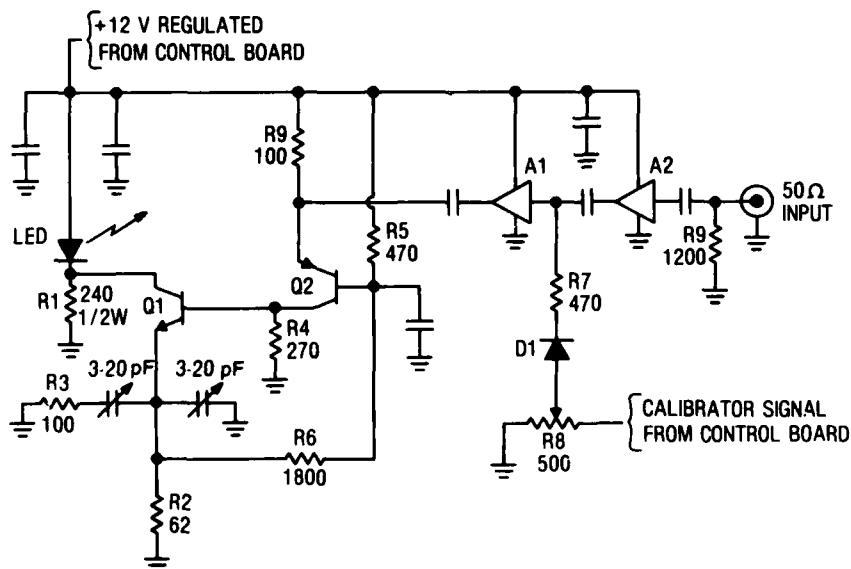 +12 V REGULATED
FROM CONTROL BOARD
R9
100
A1
A2
50Ω
INPUT
LED
R5
470
R9
1200
Q2
R1
240
1/2W
Q1
R7
470
R4
270
D1
3-20 pF
3-20 pF
R3
100
CALIBRATOR SIGNAL
FROM CONTROL BOARD
R6
1800
R8
500
R2
62